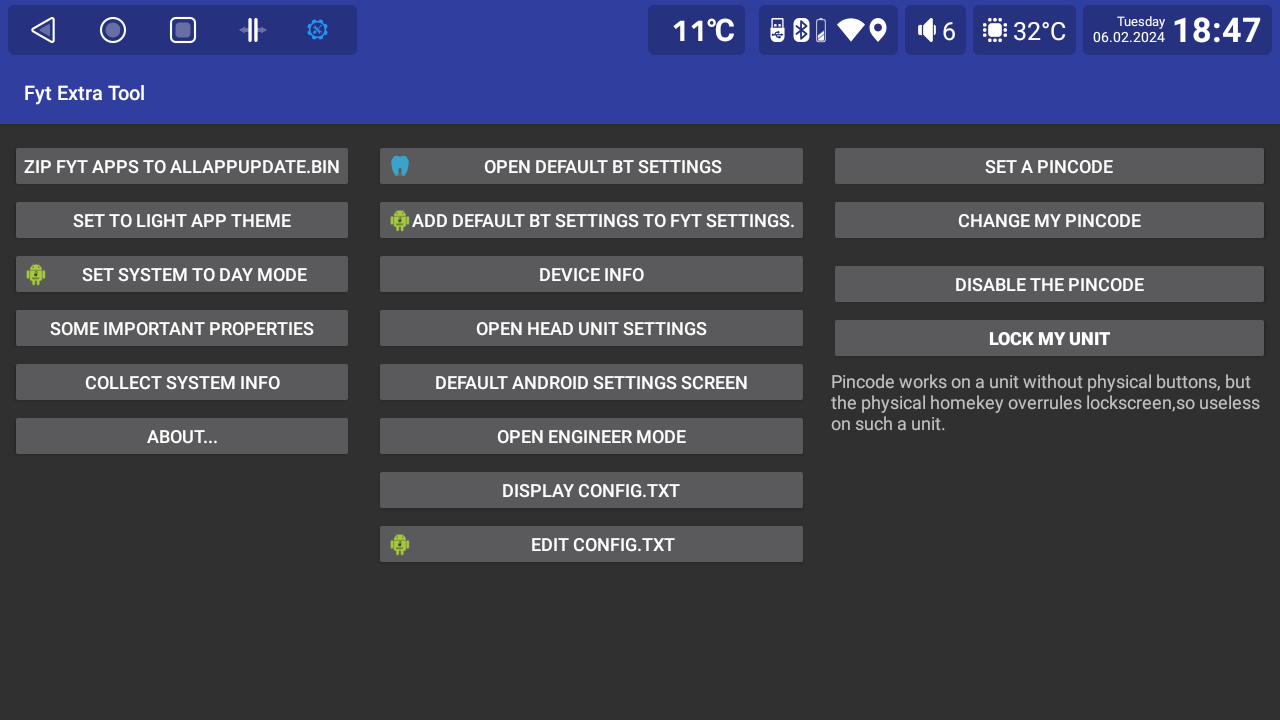 11°C
6
32°C
Tuesday
06.02.2024
18:47
Fyt Extra Tool
ZIP FYT APPS TO ALLAPPUPDATE.BIN
SET TO LIGHT APP THEME
SET SYSTEM TO DAY MODE
SOME IMPORTANT PROPERTIES
COLLECT SYSTEM INFO
ABOUT...
OPEN DEFAULT BT SETTINGS
ADD DEFAULT BT SETTINGS TO FYT SETTINGS.
DEVICE INFO
OPEN HEAD UNIT SETTINGS
DEFAULT ANDROID SETTINGS SCREEN
OPEN ENGINEER MODE
DISPLAY CONFIG.TXT
EDIT CONFIG.TXT
SET A PINCODE
CHANGE MY PINCODE
DISABLE THE PINCODE
LOCK MY UNIT
Pincode works on a unit without physical buttons, but
the physical homekey overrules lockscreen,so useless
on such a unit.